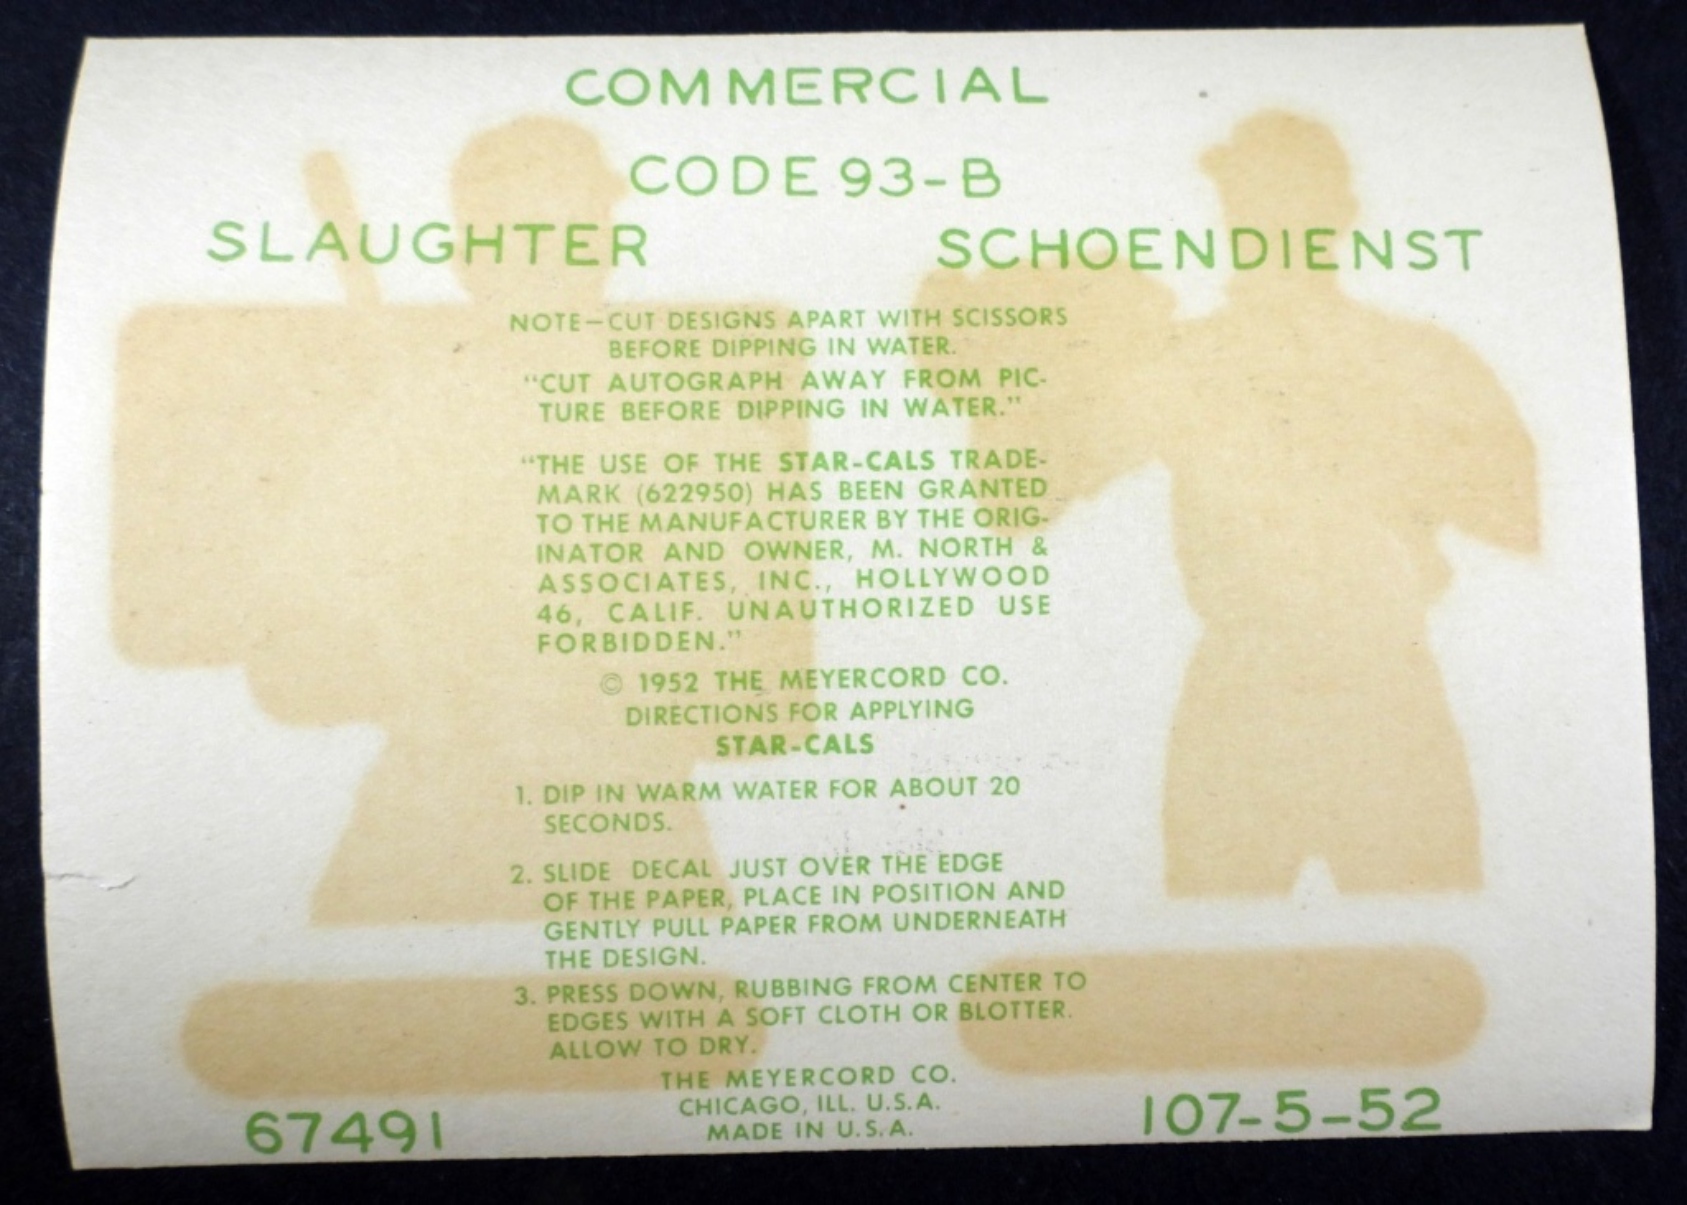 COMMERCIAL
CODE 93-B
SLAUGHTER SCHOENDIENST
NOTE—CUT DESIGNS APART WITH SCISSORS
BEFORE DIPPING IN WATER.
"CUT AUTOGRAPH AWAY FROM PIC-
TURE BEFORE DIPPING IN WATER."
"THE USE OF THE STAR-CALS TRADE-
MARK (622950) HAS BEEN GRANTED
TO THE MANUFACTURER BY THE ORIG-
INATOR AND OWNER, M. NORTH &
ASSOCIATES, INC., HOLLYWOOD
46, CALIF. UNAUTHORIZED USE
FORBIDDEN."
© 1952 THE MEYERCORD CO.
DIRECTIONS FOR APPLYING
STAR-CALS
1. DIP IN WARM WATER FOR ABOUT 20
SECONDS.
2. SLIDE DECAL JUST OVER THE EDGE
OF THE PAPER, PLACE IN POSITION AND
GENTLY PULL PAPER FROM UNDERNEATH
THE DESIGN.
3. PRESS DOWN, RUBBING FROM CENTER TO
EDGES WITH A SOFT CLOTH OR BLOTTER.
ALLOW TO DRY.
THE MEYERCORD CO.
CHICAGO, ILL. U.S.A.
MADE IN U.S.A.
67491 107-5-52